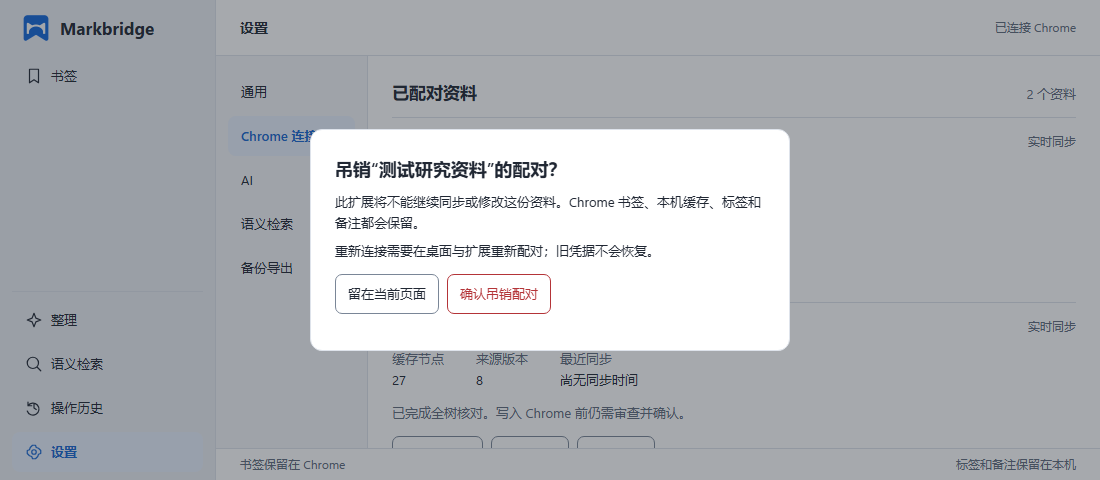 Markbridge
书签
整理
语义检索
操作历史
设置
设置
已连接 Chrome
通用
Chrome 连接
AI
语义检索
备份导出
已配对资料
2 个资料
实时同步
吊销“测试研究资料”的配对？
此扩展将不能继续同步或修改这份资料。Chrome 书签、本机缓存、标签和
备注都会保留。
重新连接需要在桌面与扩展重新配对；旧凭据不会恢复。
留在当前页面
确认吊销配对
实时同步
缓存节点
来源版本
最近同步
27
8
尚无同步时间
已完成全树核对。写入 Chrome 前仍需审查并确认。
书签保留在 Chrome
标签和备注保留在本机